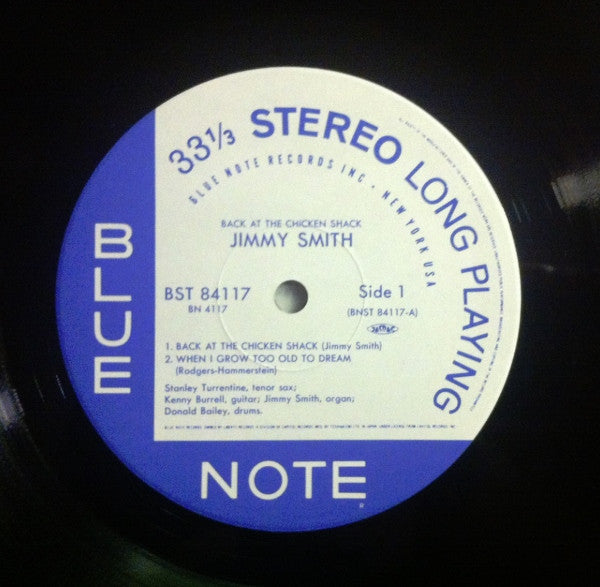 33⅓ STEREO LONG PLAYING
BLUE NOTE RECORDS INC • NEW YORK USA
BACK AT THE CHICKEN SHACK
JIMMY SMITH
BST 84117
BN 4117
Side 1
(BNST 84117-A)
1. BACK AT THE CHICKEN SHACK (Jimmy Smith)
2. WHEN I GROW TOO OLD TO DREAM
(Rodgers-Hammerstein)
Stanley Turrentine, tenor sax;
Kenny Burrell, guitar; Jimmy Smith, organ;
Donald Bailey, drums.
BLUE
NOTE
R